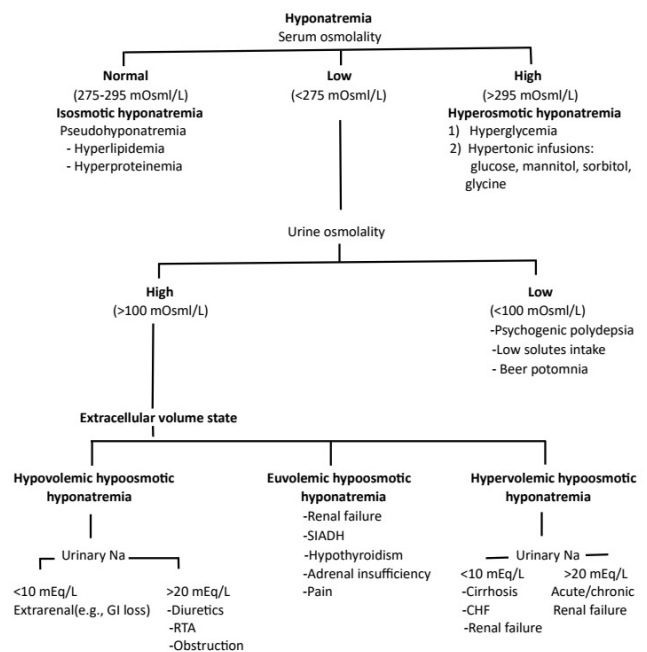 Hyponatremia
Serum osmolality
Normal
(275-295 mOsml/L)
Isosmotic hyponatremia
Pseudohyponatremia
- Hyperlipidemia
- Hyperproteinemia
Low
(<275 mOsml/L)
High
(>295 mOsml/L)
Hyperosmotic hyponatremia
1) Hyperglycemia
2) Hypertonic infusions:
glucose, mannitol, sorbitol,
glycine
Urine osmolality
High
(>100 mOsml/L)
Low
(<100 mOsml/L)
-Psychogenic polydepsia
-Low solutes intake
- Beer potomnia
Extracellular volume state
Hypovolemic hypoosmotic
hyponatremia
Urinary Na
<10 mEq/L
Extrarenal(e.g., GI loss)
>20 mEq/L
-Diuretics
-RTA
-Obstruction
Euvolemic hypoosmotic
hyponatremia
-Renal failure
-SIADH
-Hypothyroidism
-Adrenal insufficiency
-Pain
Hypervolemic hypoosmotic
hyponatremia
Urinary Na
<10 mEq/L
-Cirrhosis
-CHF
-Renal failure
>20 mEq/L
Acute/chronic
Renal failure